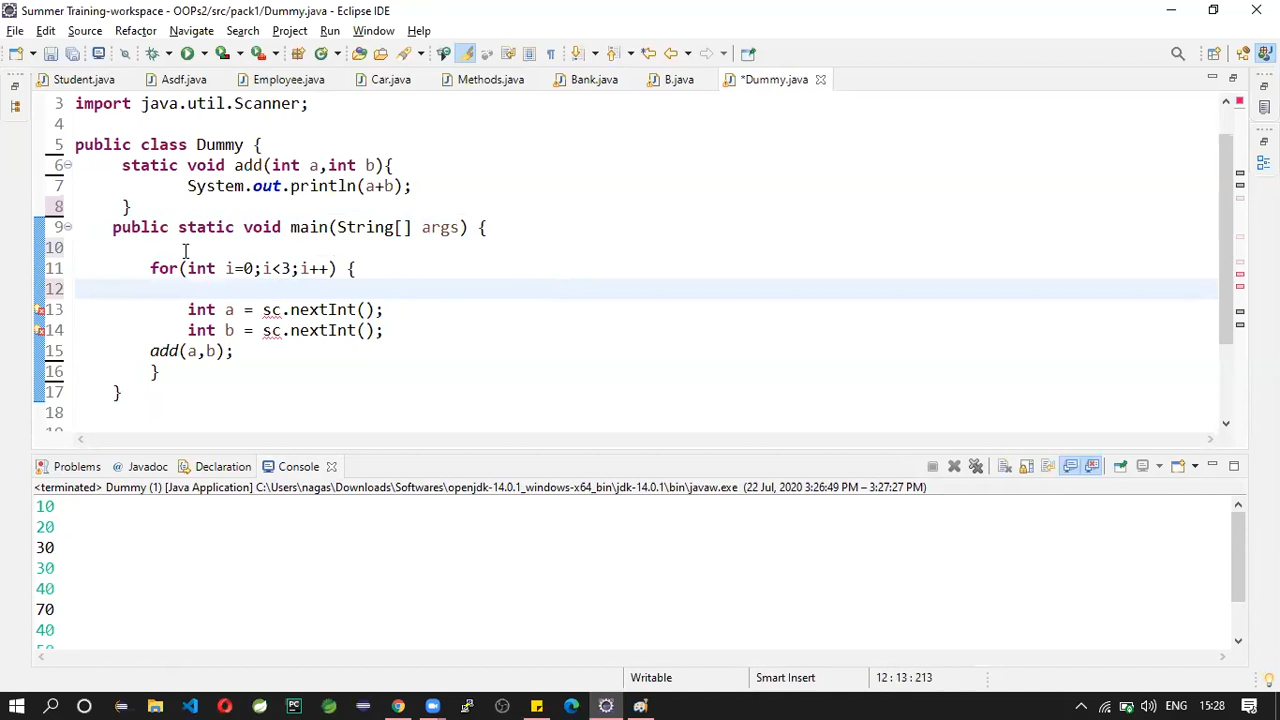 Summer Training-workspace - OOPs2/src/pack1/Dummy.java - Eclipse IDE
File Edit Source Refactor Navigate Search Project Run Window Help
Student.java Asdf.java Employee.java Car.java Methods.java Bank.java B.java *Dummy.java
3 import java.util.Scanner;
4
5 public class Dummy {
6 static void add(int a,int b){
7 System.out.println(a+b);
8 }
9 public static void main(String[] args) {
10
11 for(int i=0;i<3;i++) {
12
13 int a = sc.nextInt();
14 int b = sc.nextInt();
15 add(a,b);
16 }
17 }
18
Problems @ Javadoc Declaration Console
<terminated> Dummy (1) [Java Application] C:\Users\nagas\Downloads\Softwares\openjdk-14.0.1_windows-x64_bin\jdk-14.0.1\bin\javaw.exe (22 Jul, 2020 3:26:49 PM – 3:27:27 PM)
10
20
30
30
40
70
40
50
Writable Smart Insert 12 : 13 : 213
ENG 15:28